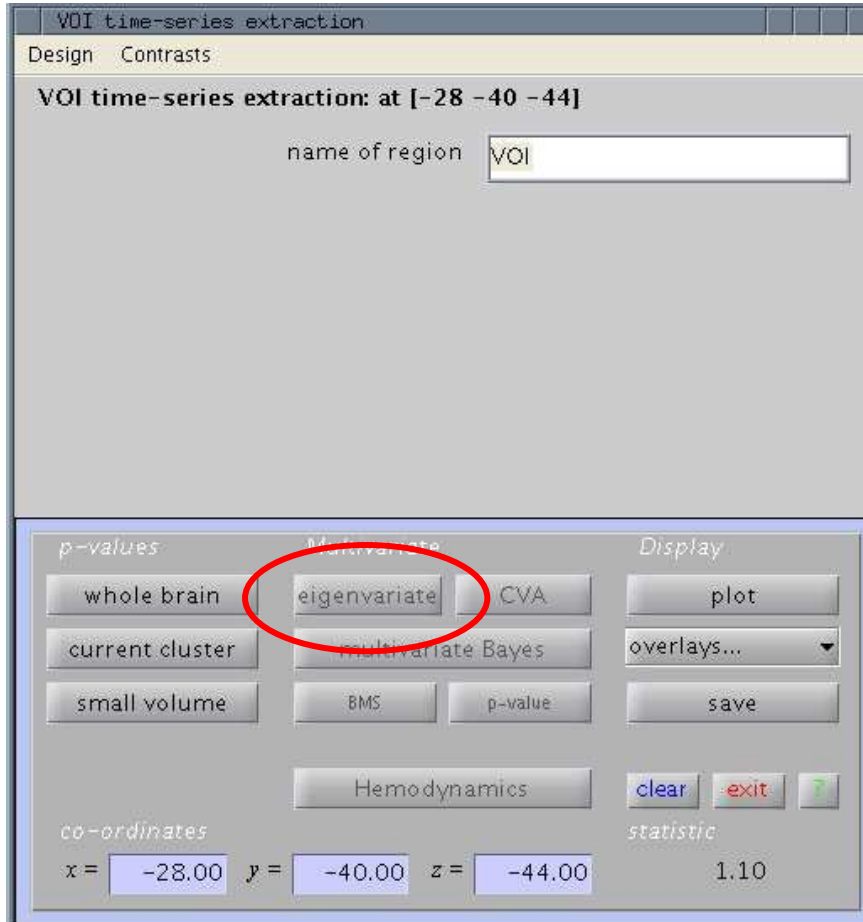 VOI time-series extraction
Design Contrasts
VOI time-series extraction: at [-28 -40 -44]
name of region VOI
p-values Multivariate Display
whole brain eigenvariate CVA plot
current cluster multivariate Bayes overlays...
small volume BMS p-value save
Hemodynamics clear exit ?
co-ordinates statistic
x = -28.00 y = -40.00 z = -44.00 1.10